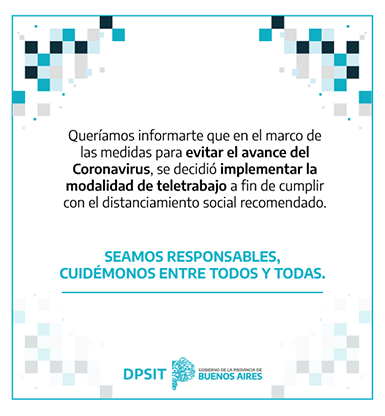 Queríamos informarte que en el marco de
las medidas para evitar el avance del
Coronavirus, se decidió implementar la
modalidad de teletrabajo a fin de cumplir
con el distanciamiento social recomendado.
SEAMOS RESPONSABLES,
CUIDÉMONOS ENTRE TODOS Y TODAS.
DPSIT
GOBIERNO DE LA PROVINCIA DE
BUENOS AIRES